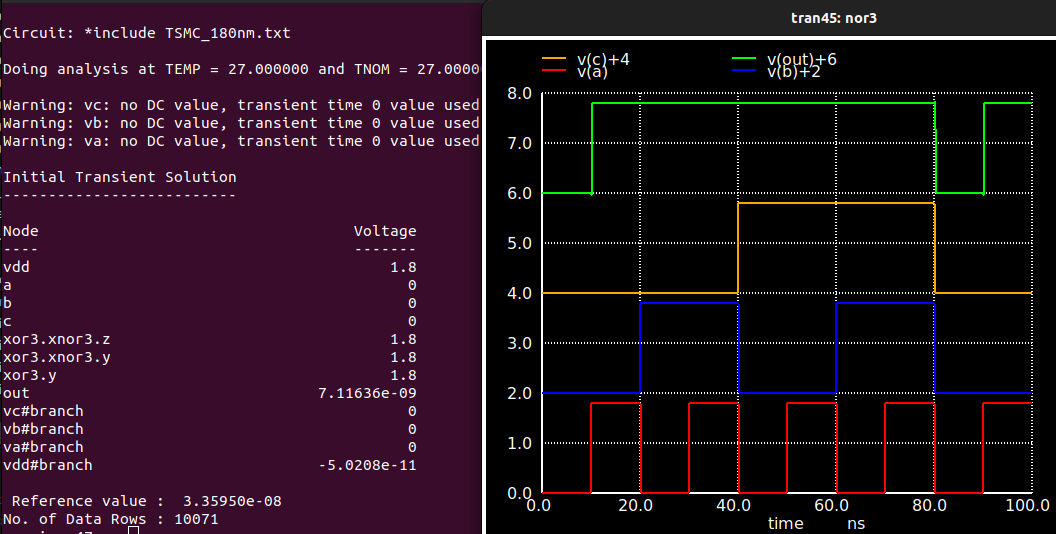 Circuit: *include TSMC_180nm.txt
Doing analysis at TEMP = 27.000000 and TNOM = 27.0000
Warning: vc: no DC value, transient time 0 value used
Warning: vb: no DC value, transient time 0 value used
Warning: va: no DC value, transient time 0 value used
Initial Transient Solution
--------------------------
Node Voltage
---- -------
vdd 1.8
a 0
b 0
c 0
xor3.xnor3.z 1.8
xor3.xnor3.y 1.8
xor3.y 1.8
out 7.11636e-09
vc#branch 0
vb#branch 0
va#branch 0
vdd#branch -5.0208e-11
Reference value : 3.35950e-08
No. of Data Rows : 10071
tran45: nor3
v(c)+4 v(out)+6
v(a) v(b)+2
8.0
7.0
6.0
5.0
4.0
3.0
2.0
1.0
0.0
0.0 20.0 40.0 60.0 80.0 100.0
time ns